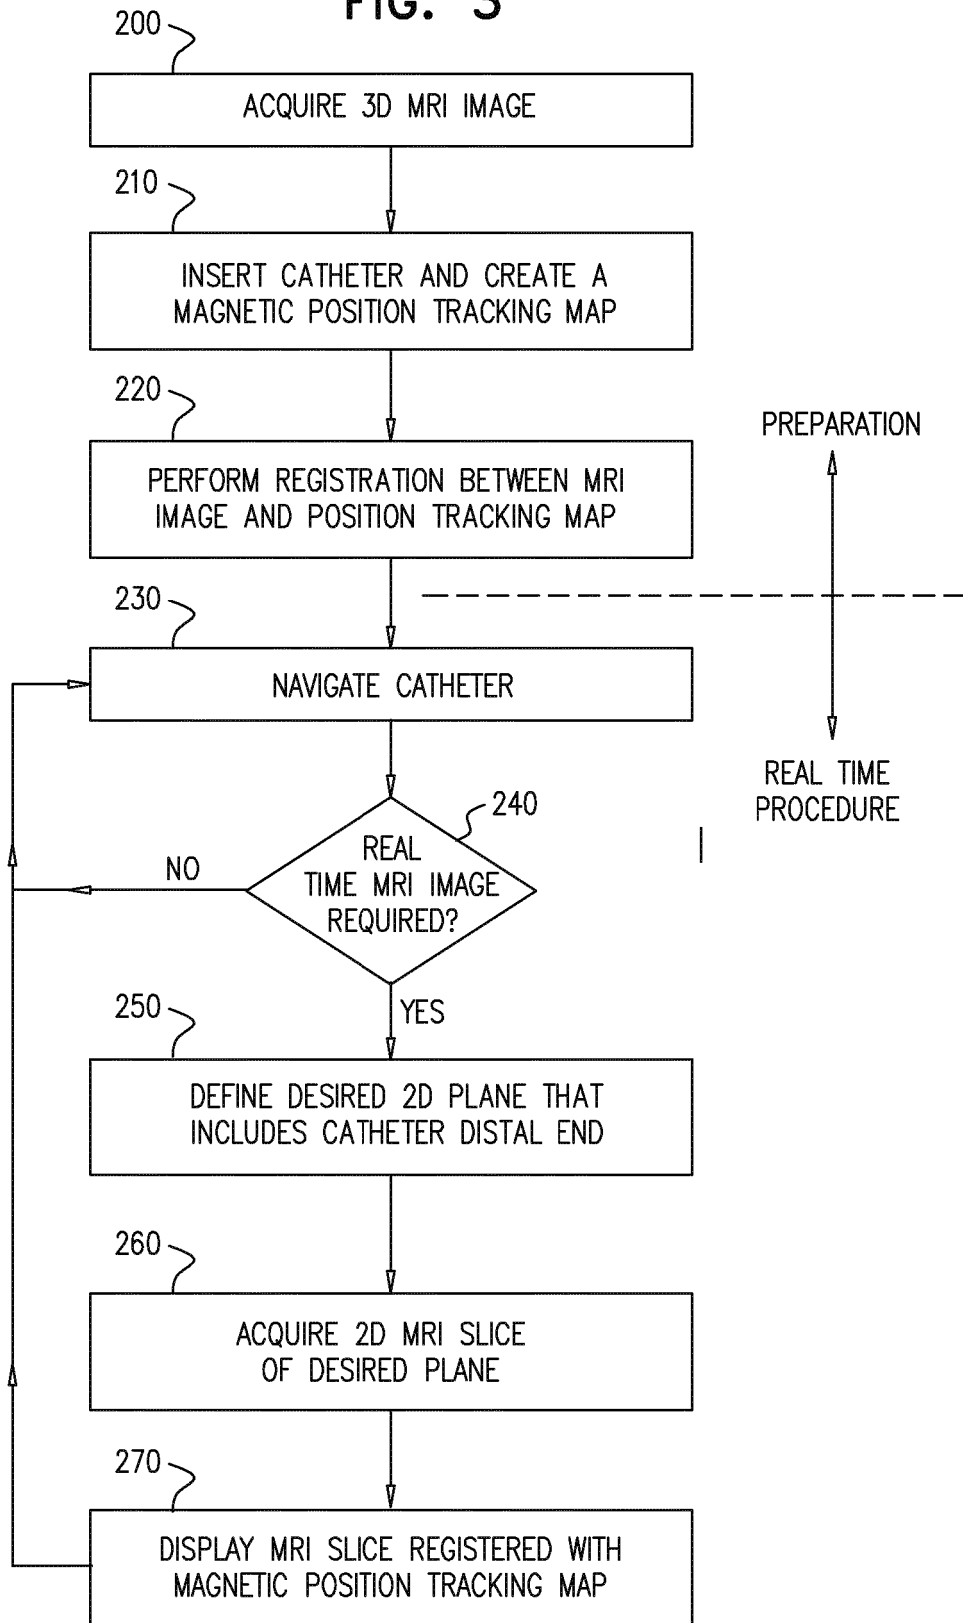 FIG. 3
200
ACQUIRE 3D MRI IMAGE
210
INSERT CATHETER AND CREATE A
MAGNETIC POSITION TRACKING MAP
220
PREPARATION
PERFORM REGISTRATION BETWEEN MRI
IMAGE AND POSITION TRACKING MAP
230
NAVIGATE CATHETER
REAL TIME
PROCEDURE
240
REAL
TIME MRI IMAGE
REQUIRED?
NO
YES
250
DEFINE DESIRED 2D PLANE THAT
INCLUDES CATHETER DISTAL END
260
ACQUIRE 2D MRI SLICE
OF DESIRED PLANE
270
DISPLAY MRI SLICE REGISTERED WITH
MAGNETIC POSITION TRACKING MAP